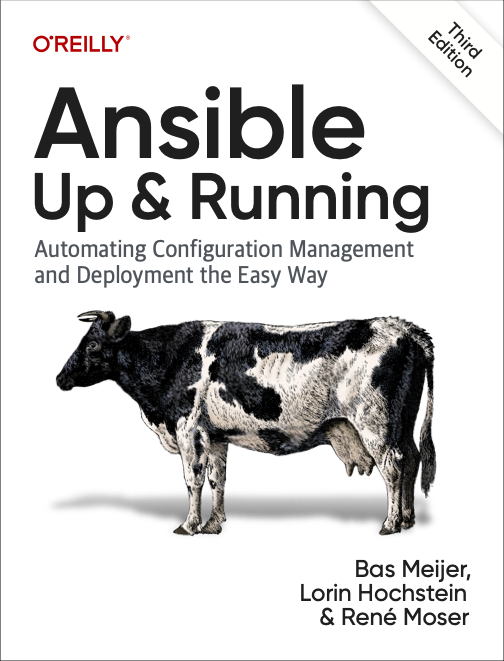 O'REILLY®
Third
Edition
Ansible
Up & Running
Automating Configuration Management
and Deployment the Easy Way
Bas Meijer,
Lorin Hochstein
& René Moser